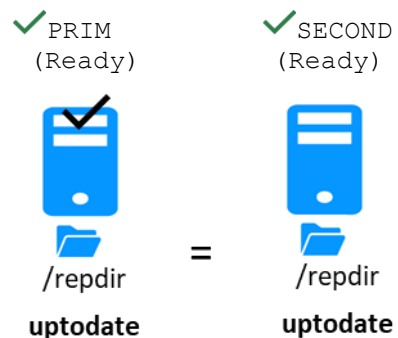 PRIM
(Ready)
SECOND
(Ready)
=
/repdir
/repdir
uptodate
uptodate